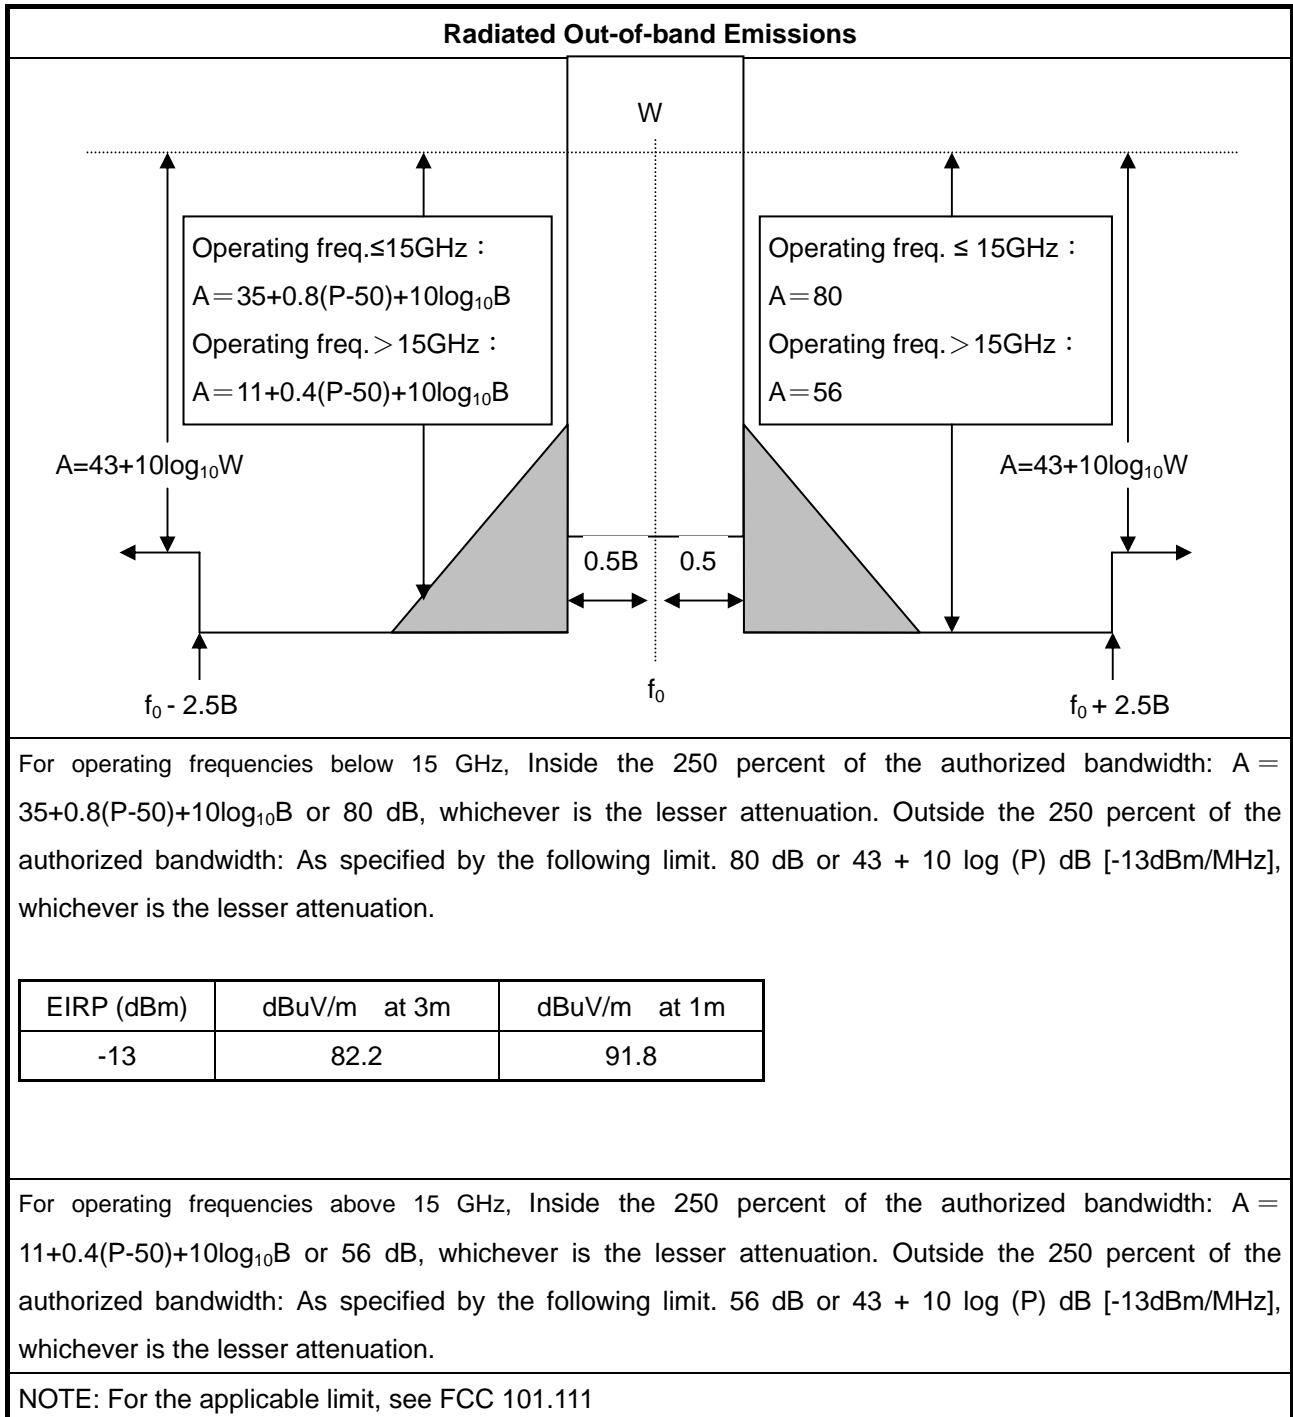 Radiated Out-of-band Emissions
W
Operating freq.≤15GHz：
A＝35+0.8(P-50)+10log₁₀B
Operating freq.＞15GHz：
A＝11+0.4(P-50)+10log₁₀B
Operating freq. ≤ 15GHz：
A＝80
Operating freq.＞15GHz：
A＝56
A=43+10log₁₀W
A=43+10log₁₀W
0.5B
0.5
f₀ - 2.5B
f₀
f₀ + 2.5B
For operating frequencies below 15 GHz, Inside the 250 percent of the authorized bandwidth: A＝
35+0.8(P-50)+10log₁₀B or 80 dB, whichever is the lesser attenuation. Outside the 250 percent of the
authorized bandwidth: As specified by the following limit. 80 dB or 43 + 10 log (P) dB [-13dBm/MHz],
whichever is the lesser attenuation.
EIRP (dBm) dBuV/m at 3m dBuV/m at 1m
-13 82.2 91.8
For operating frequencies above 15 GHz, Inside the 250 percent of the authorized bandwidth: A＝
11+0.4(P-50)+10log₁₀B or 56 dB, whichever is the lesser attenuation. Outside the 250 percent of the
authorized bandwidth: As specified by the following limit. 56 dB or 43 + 10 log (P) dB [-13dBm/MHz],
whichever is the lesser attenuation.
NOTE: For the applicable limit, see FCC 101.111